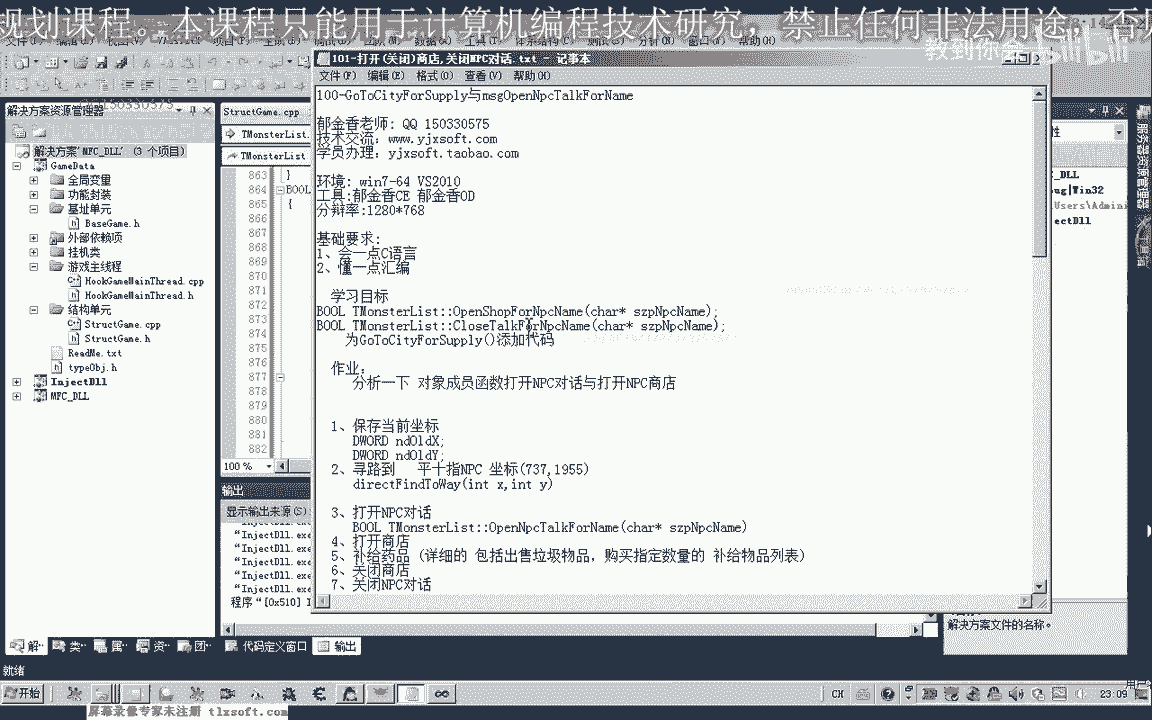 规划课程。本课程只能用于计算机编程技术研究。禁止任何非法用途，否则
教到你会 bilibili
101-打开(关闭)商店,关闭NPC对话.txt - 记事本
文件(F) 编辑(E) 格式(O) 查看(V) 帮助(H)
100-GoToCityForSupply与msgOpenNpcTalkForName
郁金香老师: QQ 150330575
技术交流: www.yjxsoft.com
学员办理: yjxsoft.taobao.com
环境: win7-64 VS2010
工具:郁金香CE 郁金香OD
分辩率:1280*768
基础要求:
1、会一点C语言
2、懂一点汇编
学习目标
BOOL TMonsterList::OpenShopForNpcName(char* szpNpcName);
BOOL TMonsterList::CloseTalkForNpcName(char* szpNpcName);
为GoToCityForSupply()添加代码
作业:
分析一下 对象成员函数打开NPC对话与打开NPC商店
1、保存当前坐标
DWORD ndOldX;
DWORD ndOldY;
2、寻路到 平十指NPC 坐标(737,1955)
directFindToWay(int x,int y)
3、打开NPC对话
BOOL TMonsterList::OpenNpcTalkForName(char* szpNpcName)
4、打开商店
5、补给药品 (详细的 包括出售垃圾物品，购买指定数量的 补给物品列表)
6、关闭商店
7、关闭NPC对话
解决方案资源管理器
解决方案'MFC_DLL' (3 个项目)
GameData
全局变量
功能封装
基址单元
BaseGame.h
外部依赖项
挂机类
游戏主线程
HookGameMainThread.cpp
HookGameMainThread.h
结构单元
StructGame.cpp
StructGame.h
ReadMe.txt
typeObj.h
InjectDll
MFC_DLL
StructGame.cpp
TMonsterList.
TMonsterList
863 }
864 BOOL
865 {
866
867
868
869
870
871
872
873
874
875
876
877
878
879
880
881
882
100 %
输出
显示输出来源(S)
"InjectDll.exe
"InjectDll.exe
"InjectDll.exe
"InjectDll.exe
"InjectDll.exe
程序"[0x510] I
代码定义窗口 输出
解决方案文件的名称。
服务器资源管理器
工具箱
就绪
开始
CH
23:09
屏幕录像专家未注册 tlxsoft.com